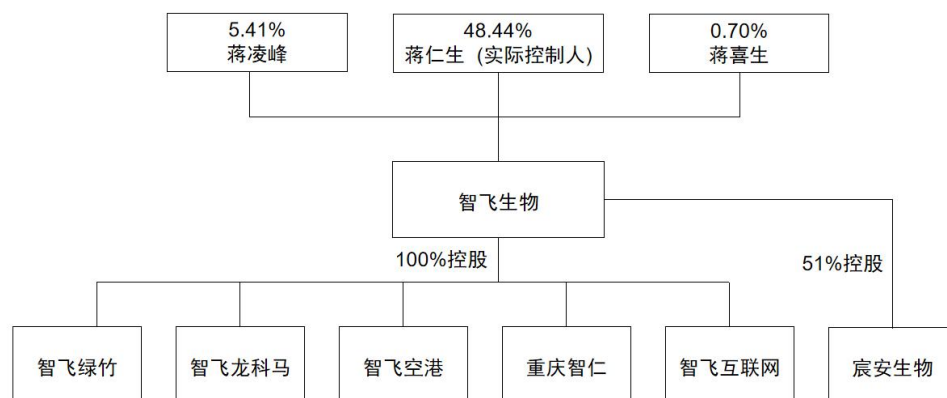 5.41%
蒋凌峰
48.44%
蒋仁生 (实际控制人)
0.70%
蒋喜生
智飞生物
100%控股
51%控股
智飞绿竹
智飞龙科马
智飞空港
重庆智仁
智飞互联网
宸安生物